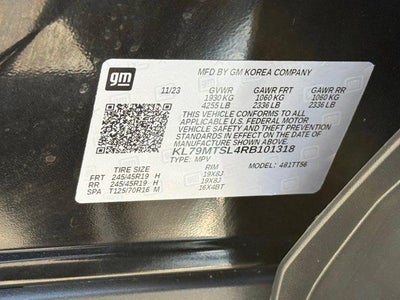 gm
MFD BY GM KOREA COMPANY
11/23 GVWR GAWR FRT GAWR RR
1930 KG 1060 KG 1060 KG
4255 LB 2336 LB 2336 LB
THIS VEHICLE CONFORMS TO ALL
APPLICABLE U.S. FEDERAL MOTOR
VEHICLE SAFETY, BUMPER, AND THEFT
PREVENTION STANDARDS IN EFFECT ON
THE DATE OF MANUFACTURE SHOWN ABOVE.
KL79MTSL4RB101318
TYPE: MPV MODEL: 481TT56
TIRE SIZE RIM
FRT 245/45R19 H 19X8J
RR 245/45R19 H 19X8J
SPA T125/70R16 M 16X4BT